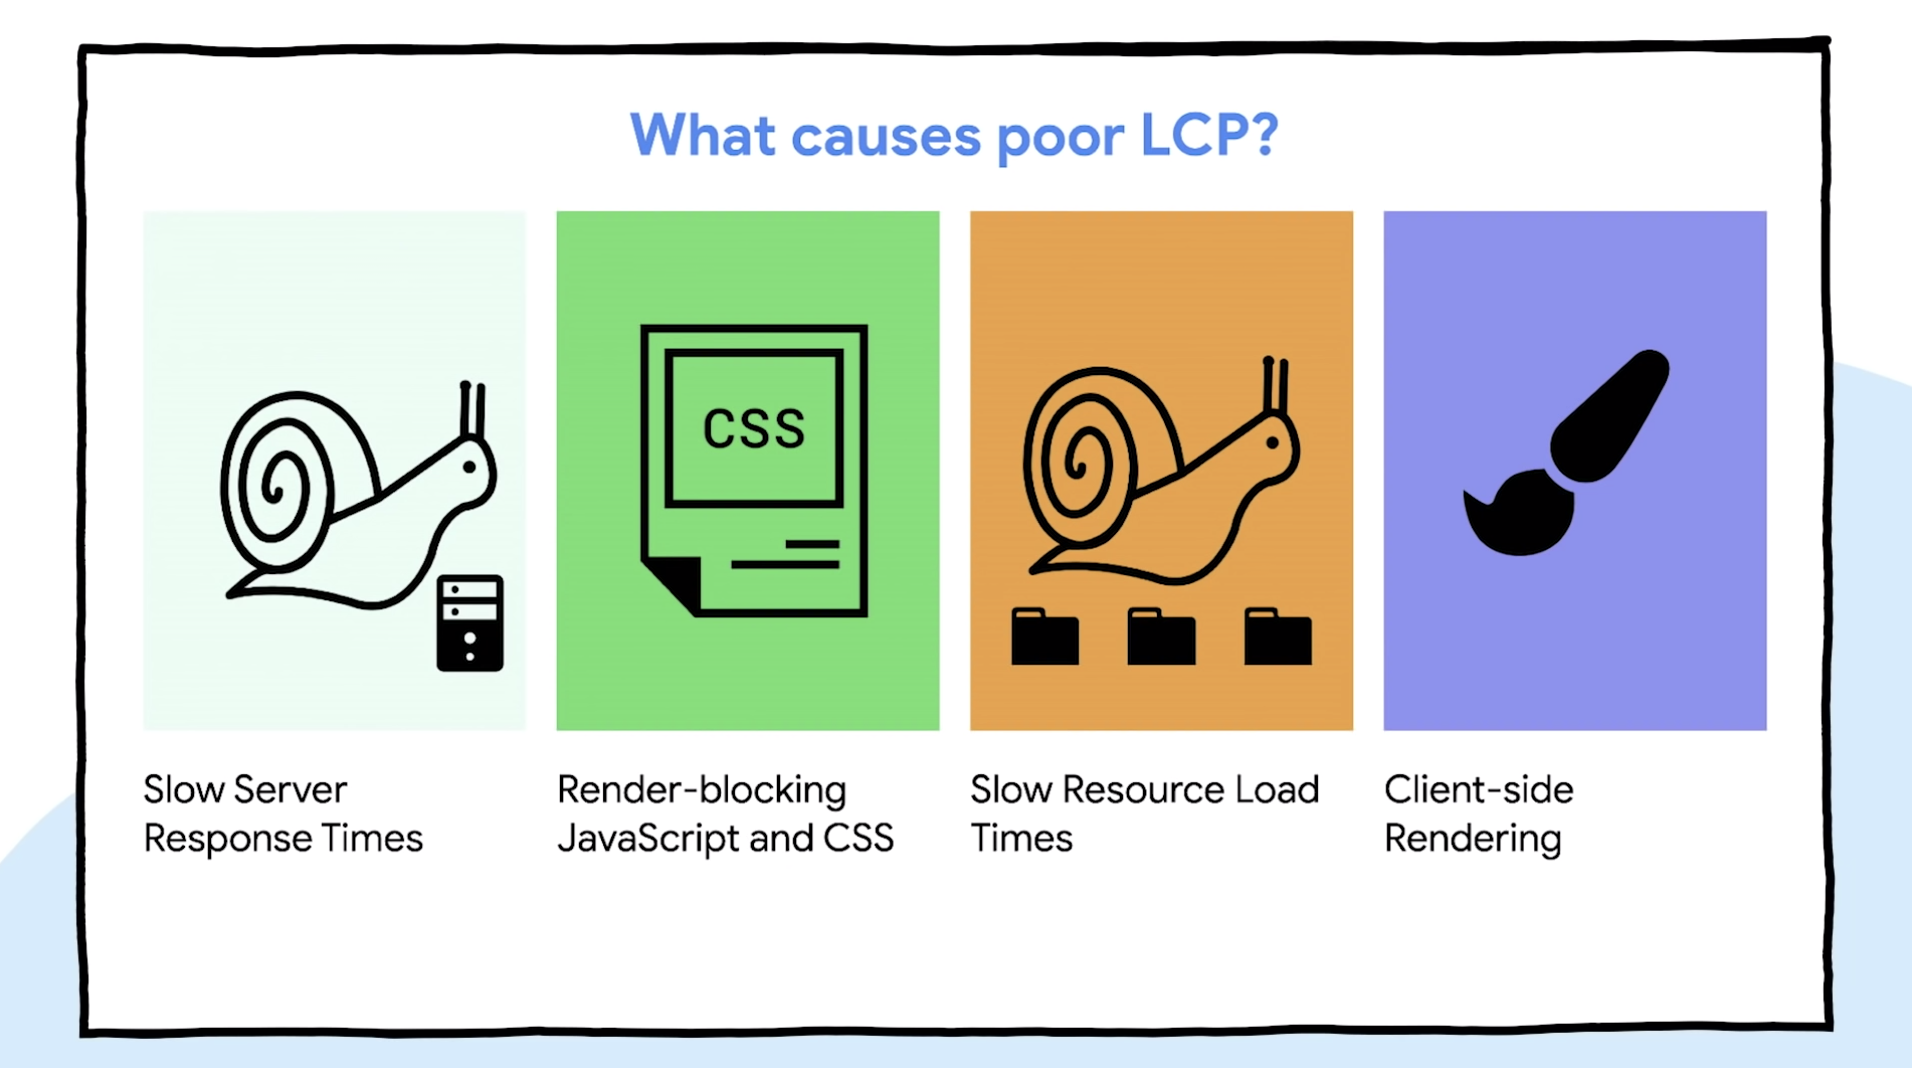 What causes poor LCP?
CSS
Slow Server
Response Times
Render-blocking
JavaScript and CSS
Slow Resource Load
Times
Client-side
Rendering